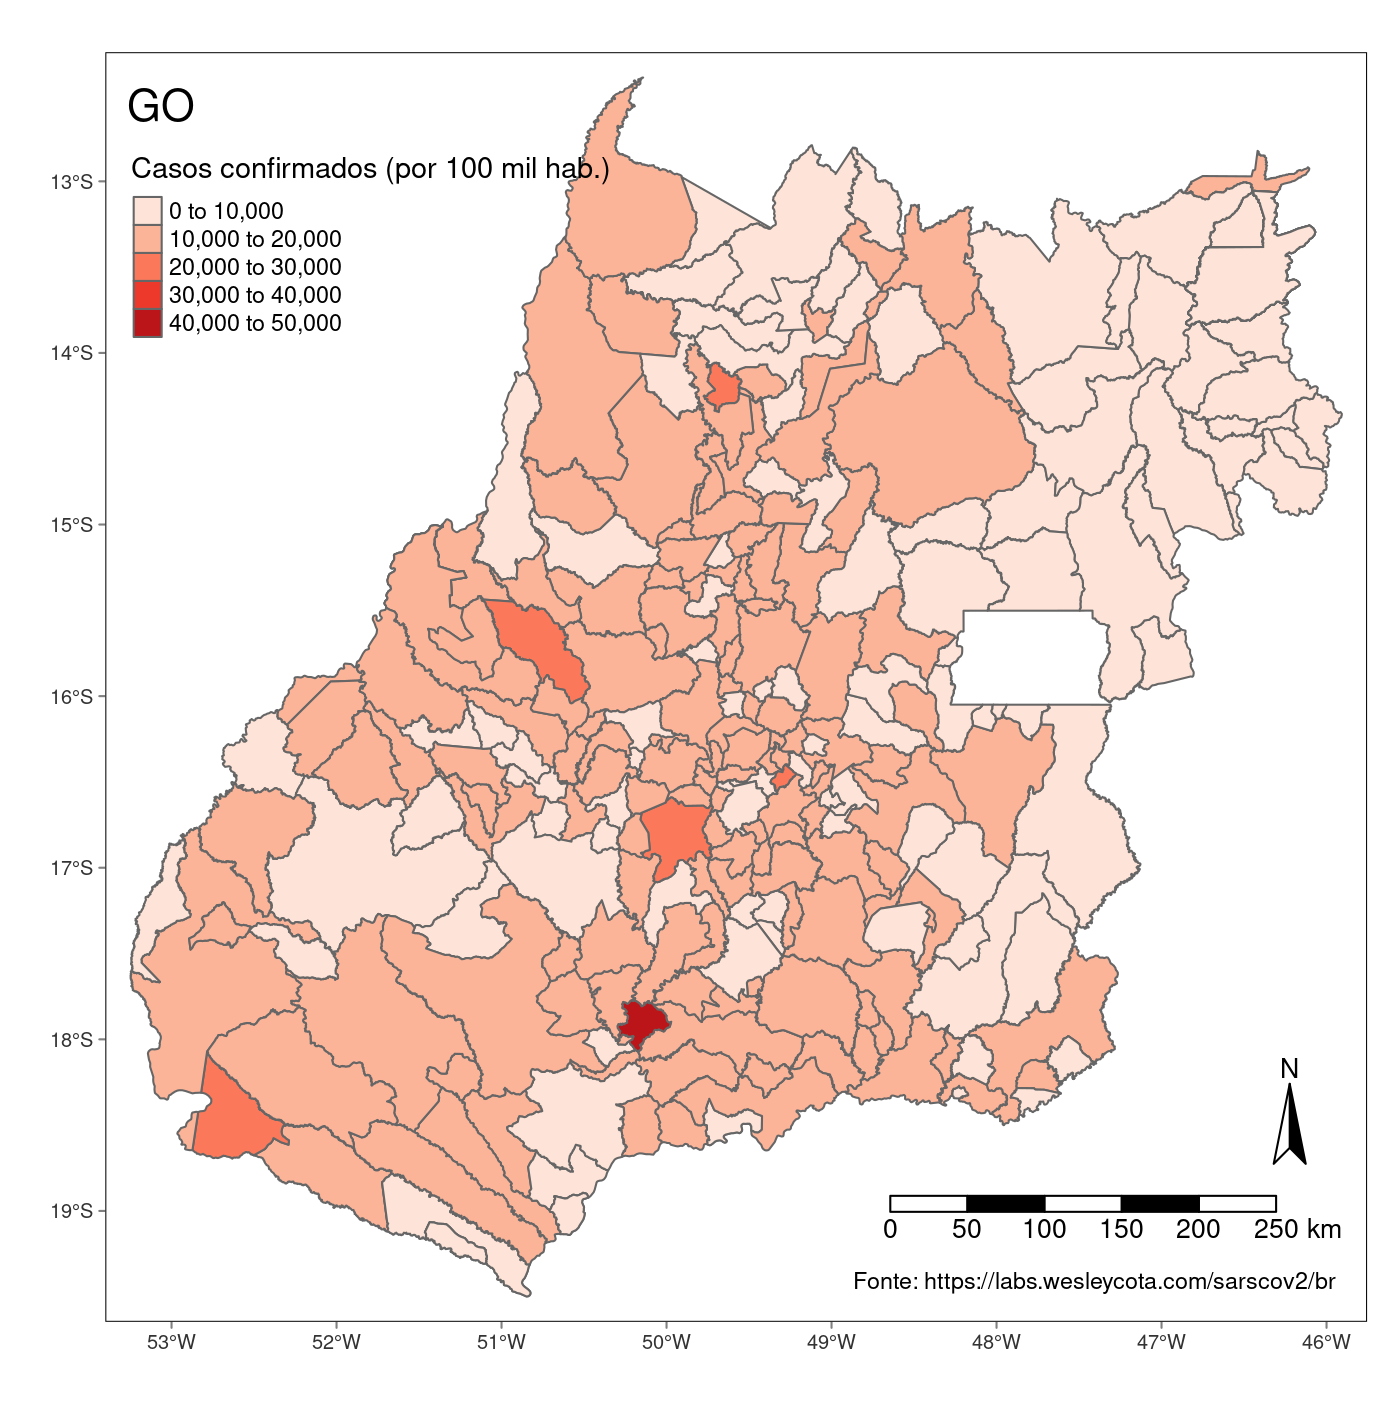 GO
Casos confirmados (por 100 mil hab.)
0 to 10,000
10,000 to 20,000
20,000 to 30,000
30,000 to 40,000
40,000 to 50,000
13°S
14°S
15°S
16°S
17°S
18°S
19°S
N
0 50 100 150 200 250 km
Fonte: https://labs.wesleycota.com/sarscov2/br
53°W 52°W 51°W 50°W 49°W 48°W 47°W 46°W